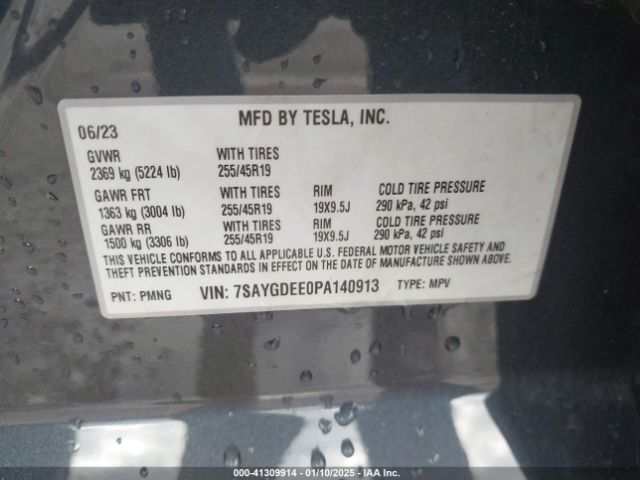 06/23 MFD BY TESLA, INC.
GVWR WITH TIRES
2369 kg (5224 lb) 255/45R19
GAWR FRT WITH TIRES RIM COLD TIRE PRESSURE
1363 kg (3004 lb) 255/45R19 19X9.5J 290 kPa, 42 psi
GAWR RR WITH TIRES RIM COLD TIRE PRESSURE
1500 kg (3306 lb) 255/45R19 19X9.5J 290 kPa, 42 psi
THIS VEHICLE CONFORMS TO ALL APPLICABLE U.S. FEDERAL MOTOR VEHICLE SAFETY AND
THEFT PREVENTION STANDARDS IN EFFECT ON THE DATE OF MANUFACTURE SHOWN ABOVE.
PNT: PMNG VIN: 7SAYGDEE0PA140913 TYPE: MPV
OWNER: 000 - 41309914 - 01/10/2025 - IAA Inc.